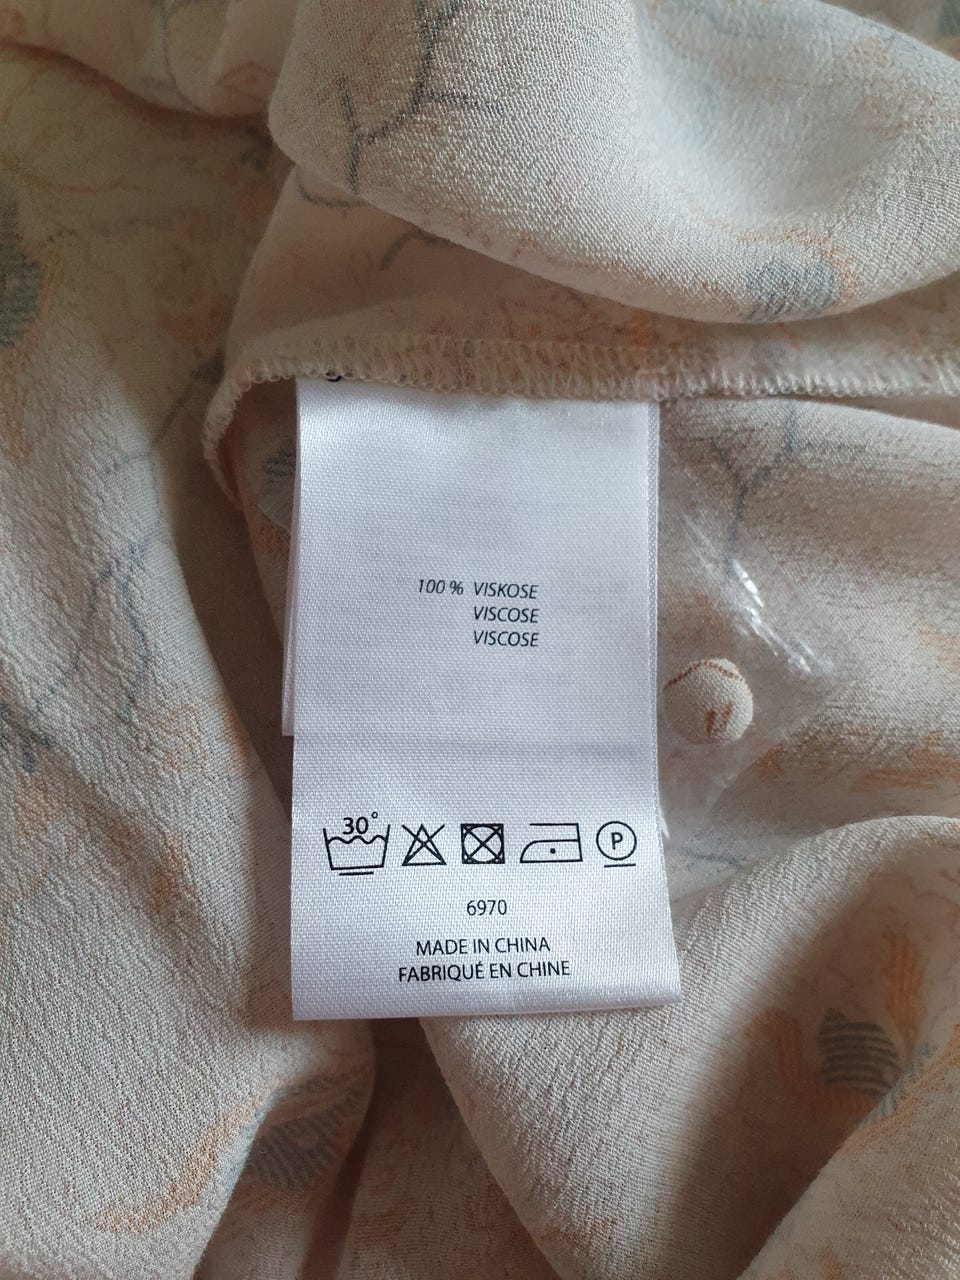 100 % VISKOSE
VISCOSE
VISCOSE
30°
P
6970
MADE IN CHINA
FABRIQUÉ EN CHINE